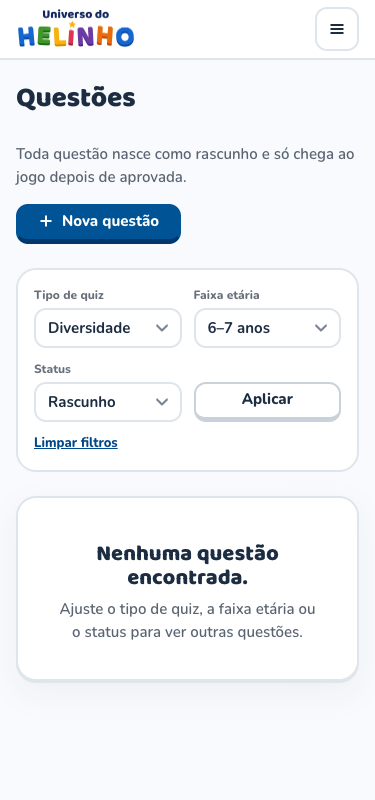 Universo do
HELINHO
Questões
Toda questão nasce como rascunho e só chega ao
jogo depois de aprovada.
+ Nova questão
Tipo de quiz
Faixa etária
Diversidade
6–7 anos
Status
Rascunho
Aplicar
Limpar filtros
Nenhuma questão
encontrada.
Ajuste o tipo de quiz, a faixa etária ou
o status para ver outras questões.